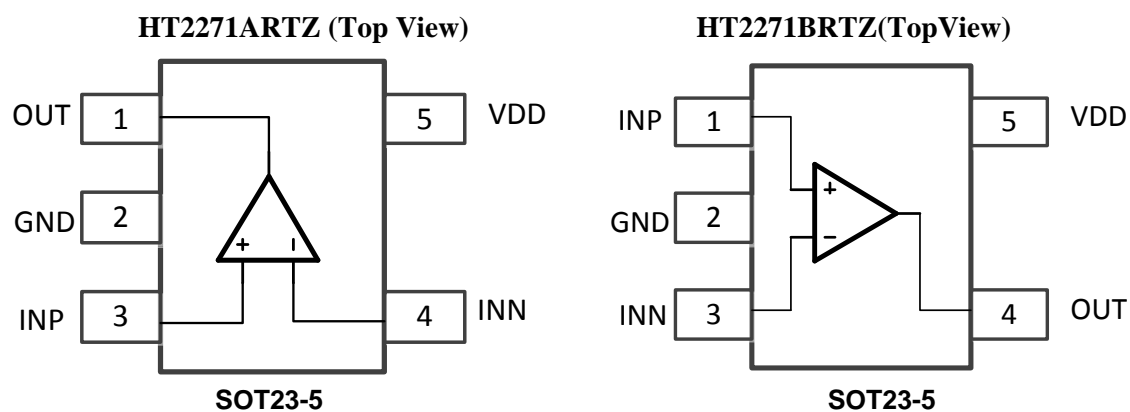 HT2271ARTZ (Top View)
OUT 1 5 VDD
GND 2
+ −
INP 3 4 INN
SOT23-5
HT2271BRTZ(TopView)
INP 1 5 VDD
+
GND 2
−
INN 3 4 OUT
SOT23-5